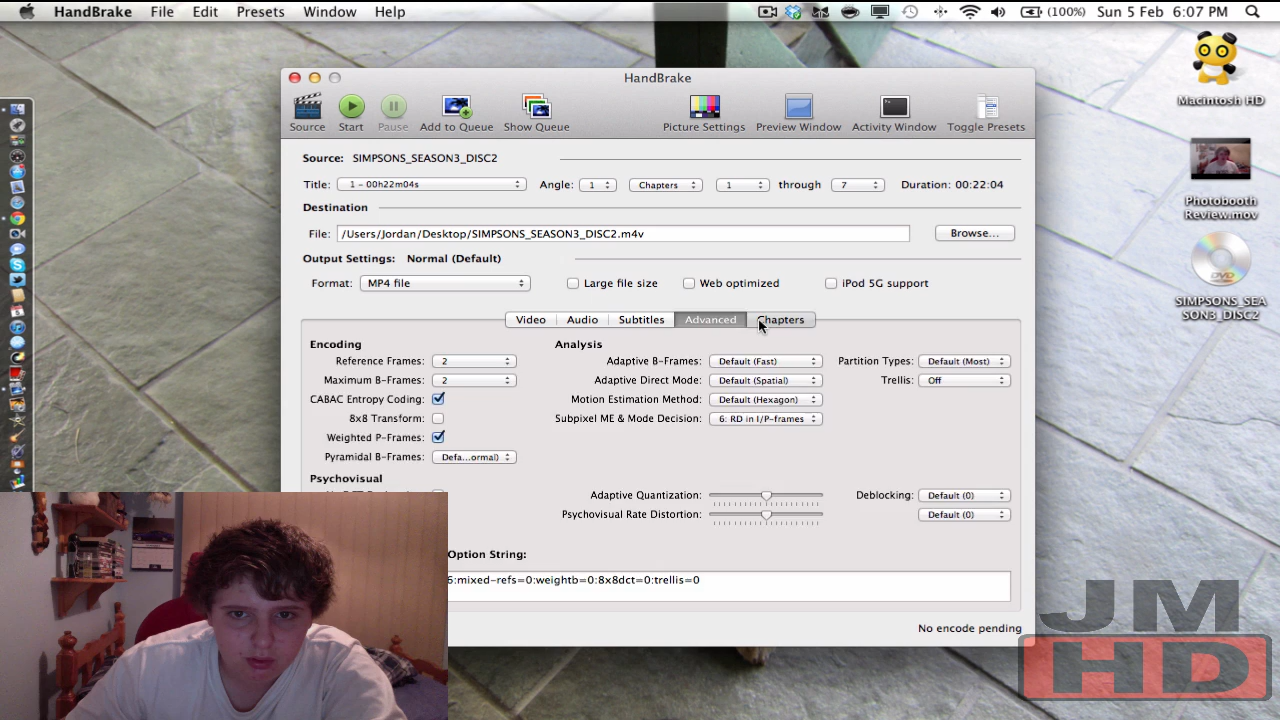 HandBrake File Edit Presets Window Help (100%) Sun 5 Feb 6:07 PM
HandBrake
Source Start Pause Add to Queue Show Queue Picture Settings Preview Window Activity Window Toggle Presets
Source: SIMPSONS_SEASON3_DISC2
Title: 1 - 00h22m04s Angle: 1 Chapters 1 through 7 Duration: 00:22:04
Destination
File: /Users/Jordan/Desktop/SIMPSONS_SEASON3_DISC2.m4v Browse...
Output Settings: Normal (Default)
Format: MP4 file Large file size Web optimized iPod 5G support
Video Audio Subtitles Advanced Chapters
Encoding Analysis
Reference Frames: 2 Adaptive B-Frames: Default (Fast) Partition Types: Default (Most)
Maximum B-Frames: 2 Adaptive Direct Mode: Default (Spatial) Trellis: Off
CABAC Entropy Coding: Motion Estimation Method: Default (Hexagon)
8x8 Transform: Subpixel ME & Mode Decision: 6: RD in I/P-frames
Weighted P-Frames:
Pyramidal B-Frames: Defa...ormal)
Psychovisual
Adaptive Quantization: Deblocking: Default (0)
Psychovisual Rate Distortion: Default (0)
Option String:
6:mixed-refs=0:weightb=0:8x8dct=0:trellis=0
No encode pending
Macintosh HD
Photobooth
Review.mov
DVD
SIMPSONS_SEA
SON3_DISC2
JM
HD